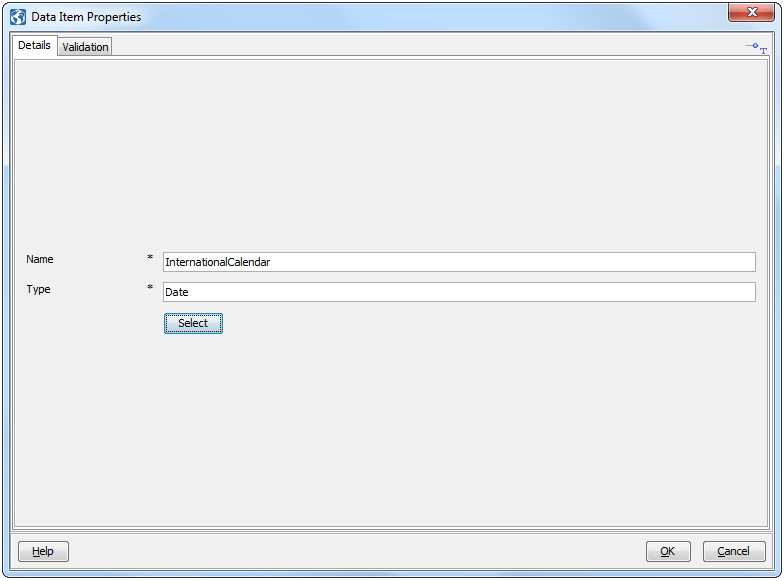 Data Item Properties
Details Validation
T
Name * InternationalCalendar
Type * Date
Select
Help OK Cancel